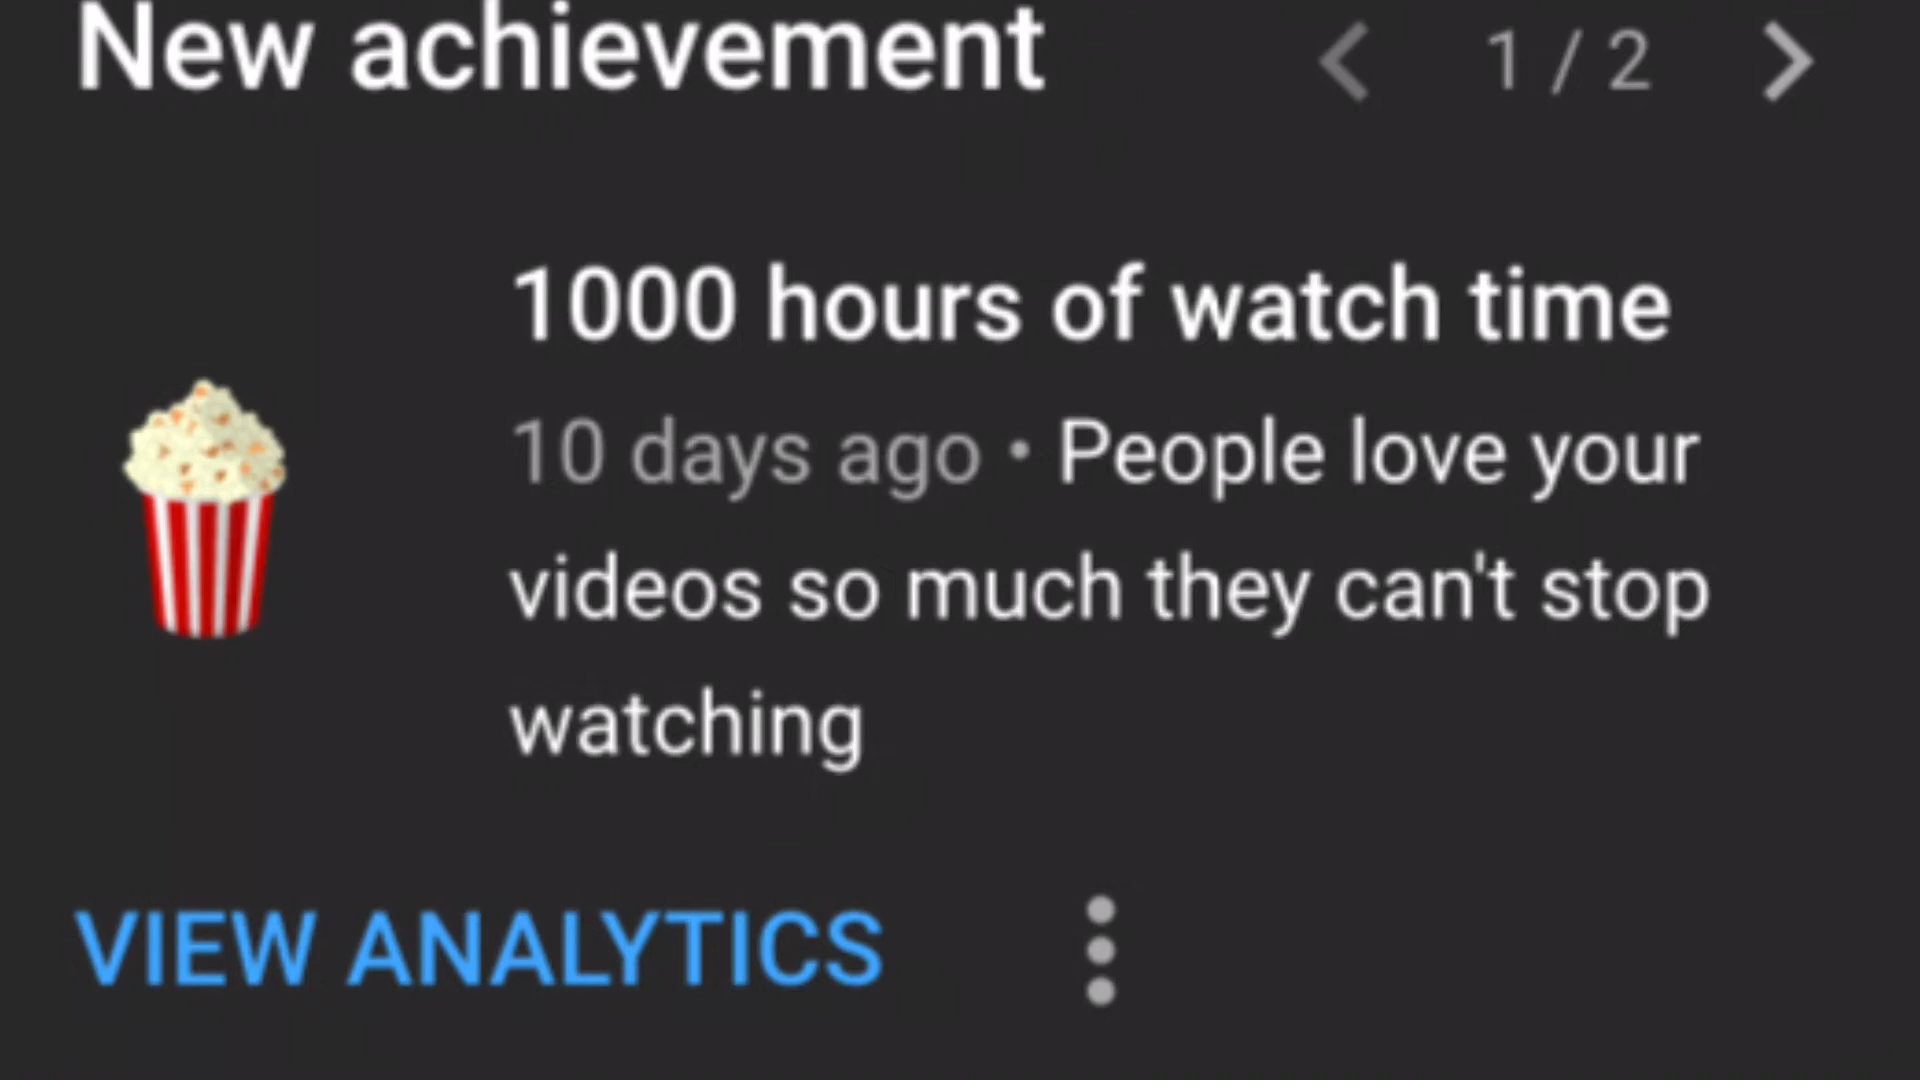 New achievement
1 / 2
1000 hours of watch time
10 days ago • People love your
videos so much they can't stop
watching
VIEW ANALYTICS